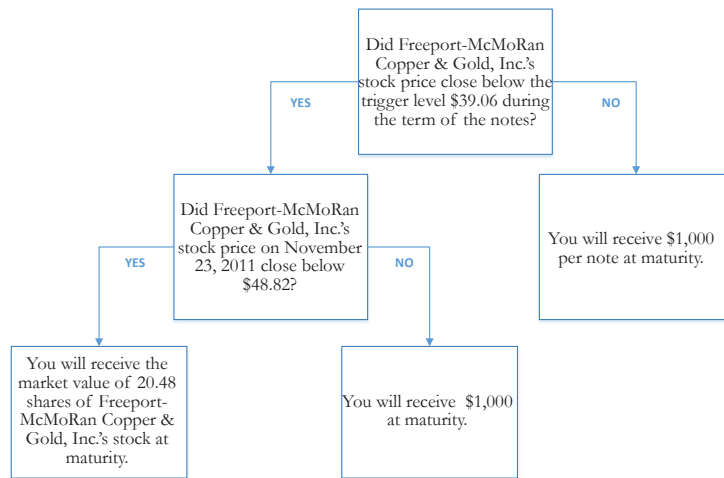 Did Freeport-McMoRan
Copper & Gold, Inc.'s
stock price close below the
trigger level $39.06 during
the term of the notes?
YES
NO
Did Freeport-McMoRan
Copper & Gold, Inc.'s
stock price on November
23, 2011 close below
$48.82?
You will receive $1,000
per note at maturity.
YES
NO
You will receive the
market value of 20.48
shares of Freeport-
McMoRan Copper &
Gold, Inc.'s stock at
maturity.
You will receive $1,000
at maturity.